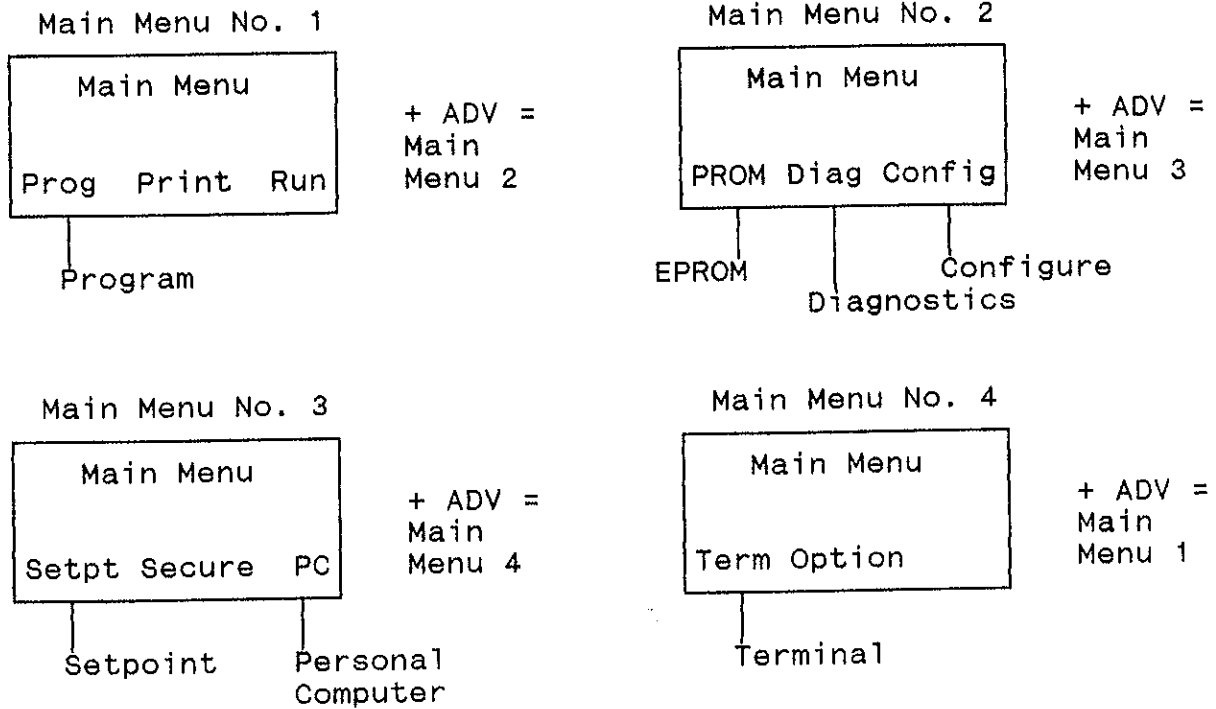 Main Menu No. 1
Main Menu
Prog Print Run
+ ADV =
Main
Menu 2
Program
Main Menu No. 2
Main Menu
PROM Diag Config
+ ADV =
Main
Menu 3
EPROM
Configure
Diagnostics
Main Menu No. 3
Main Menu
Setpt Secure PC
+ ADV =
Main
Menu 4
Setpoint
Personal
Computer
Main Menu No. 4
Main Menu
Term Option
+ ADV =
Main
Menu 1
Terminal